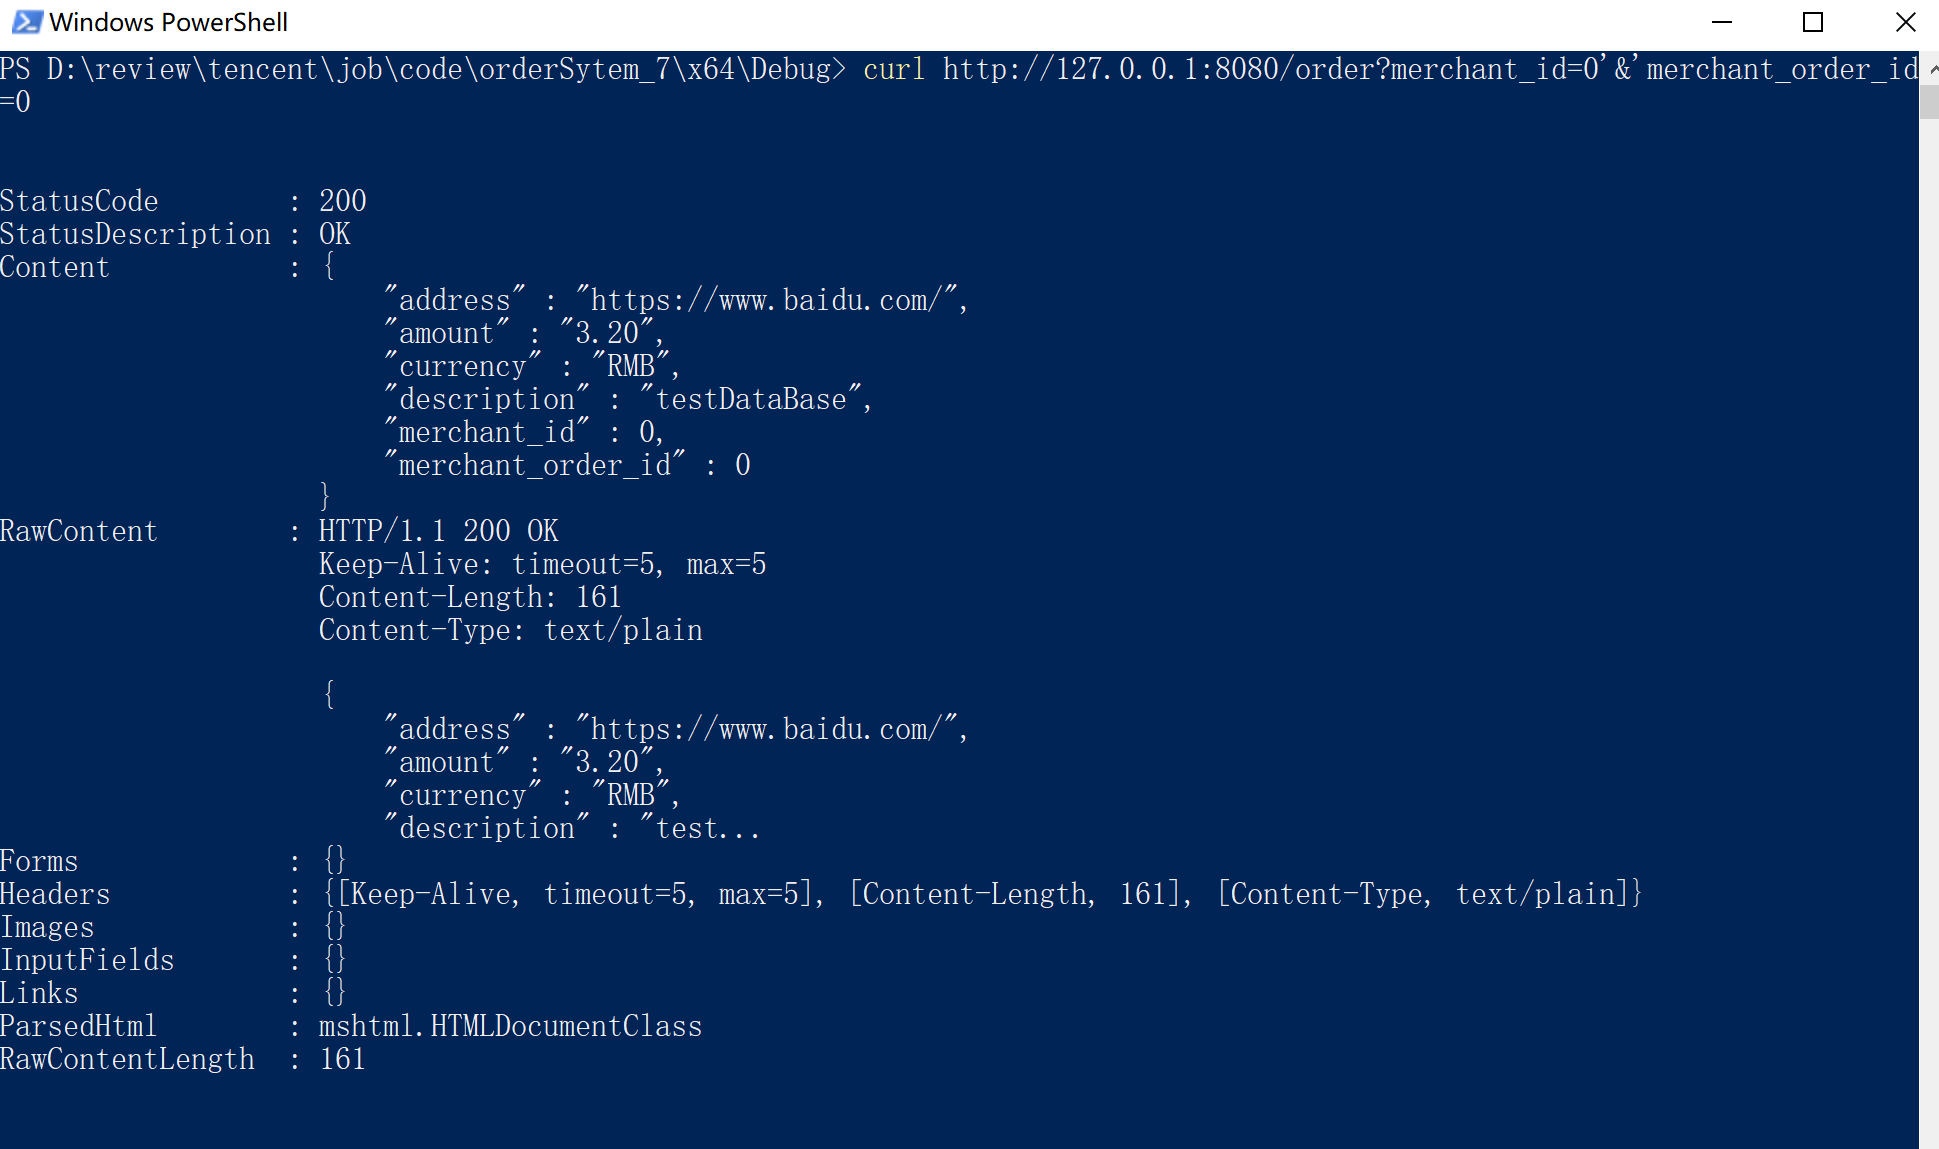 Windows PowerShell
PS D:\review\tencent\job\code\orderSytem_7\x64\Debug> curl http://127.0.0.1:8080/order?merchant_id=0'&'merchant_order_id
=0
StatusCode : 200
StatusDescription : OK
Content : {
"address" : "https://www.baidu.com/",
"amount" : "3.20",
"currency" : "RMB",
"description" : "testDataBase",
"merchant_id" : 0,
"merchant_order_id" : 0
}
RawContent : HTTP/1.1 200 OK
Keep-Alive: timeout=5, max=5
Content-Length: 161
Content-Type: text/plain
{
"address" : "https://www.baidu.com/",
"amount" : "3.20",
"currency" : "RMB",
"description" : "test...
Forms : {}
Headers : {[Keep-Alive, timeout=5, max=5], [Content-Length, 161], [Content-Type, text/plain]}
Images : {}
InputFields : {}
Links : {}
ParsedHtml : mshtml.HTMLDocumentClass
RawContentLength : 161